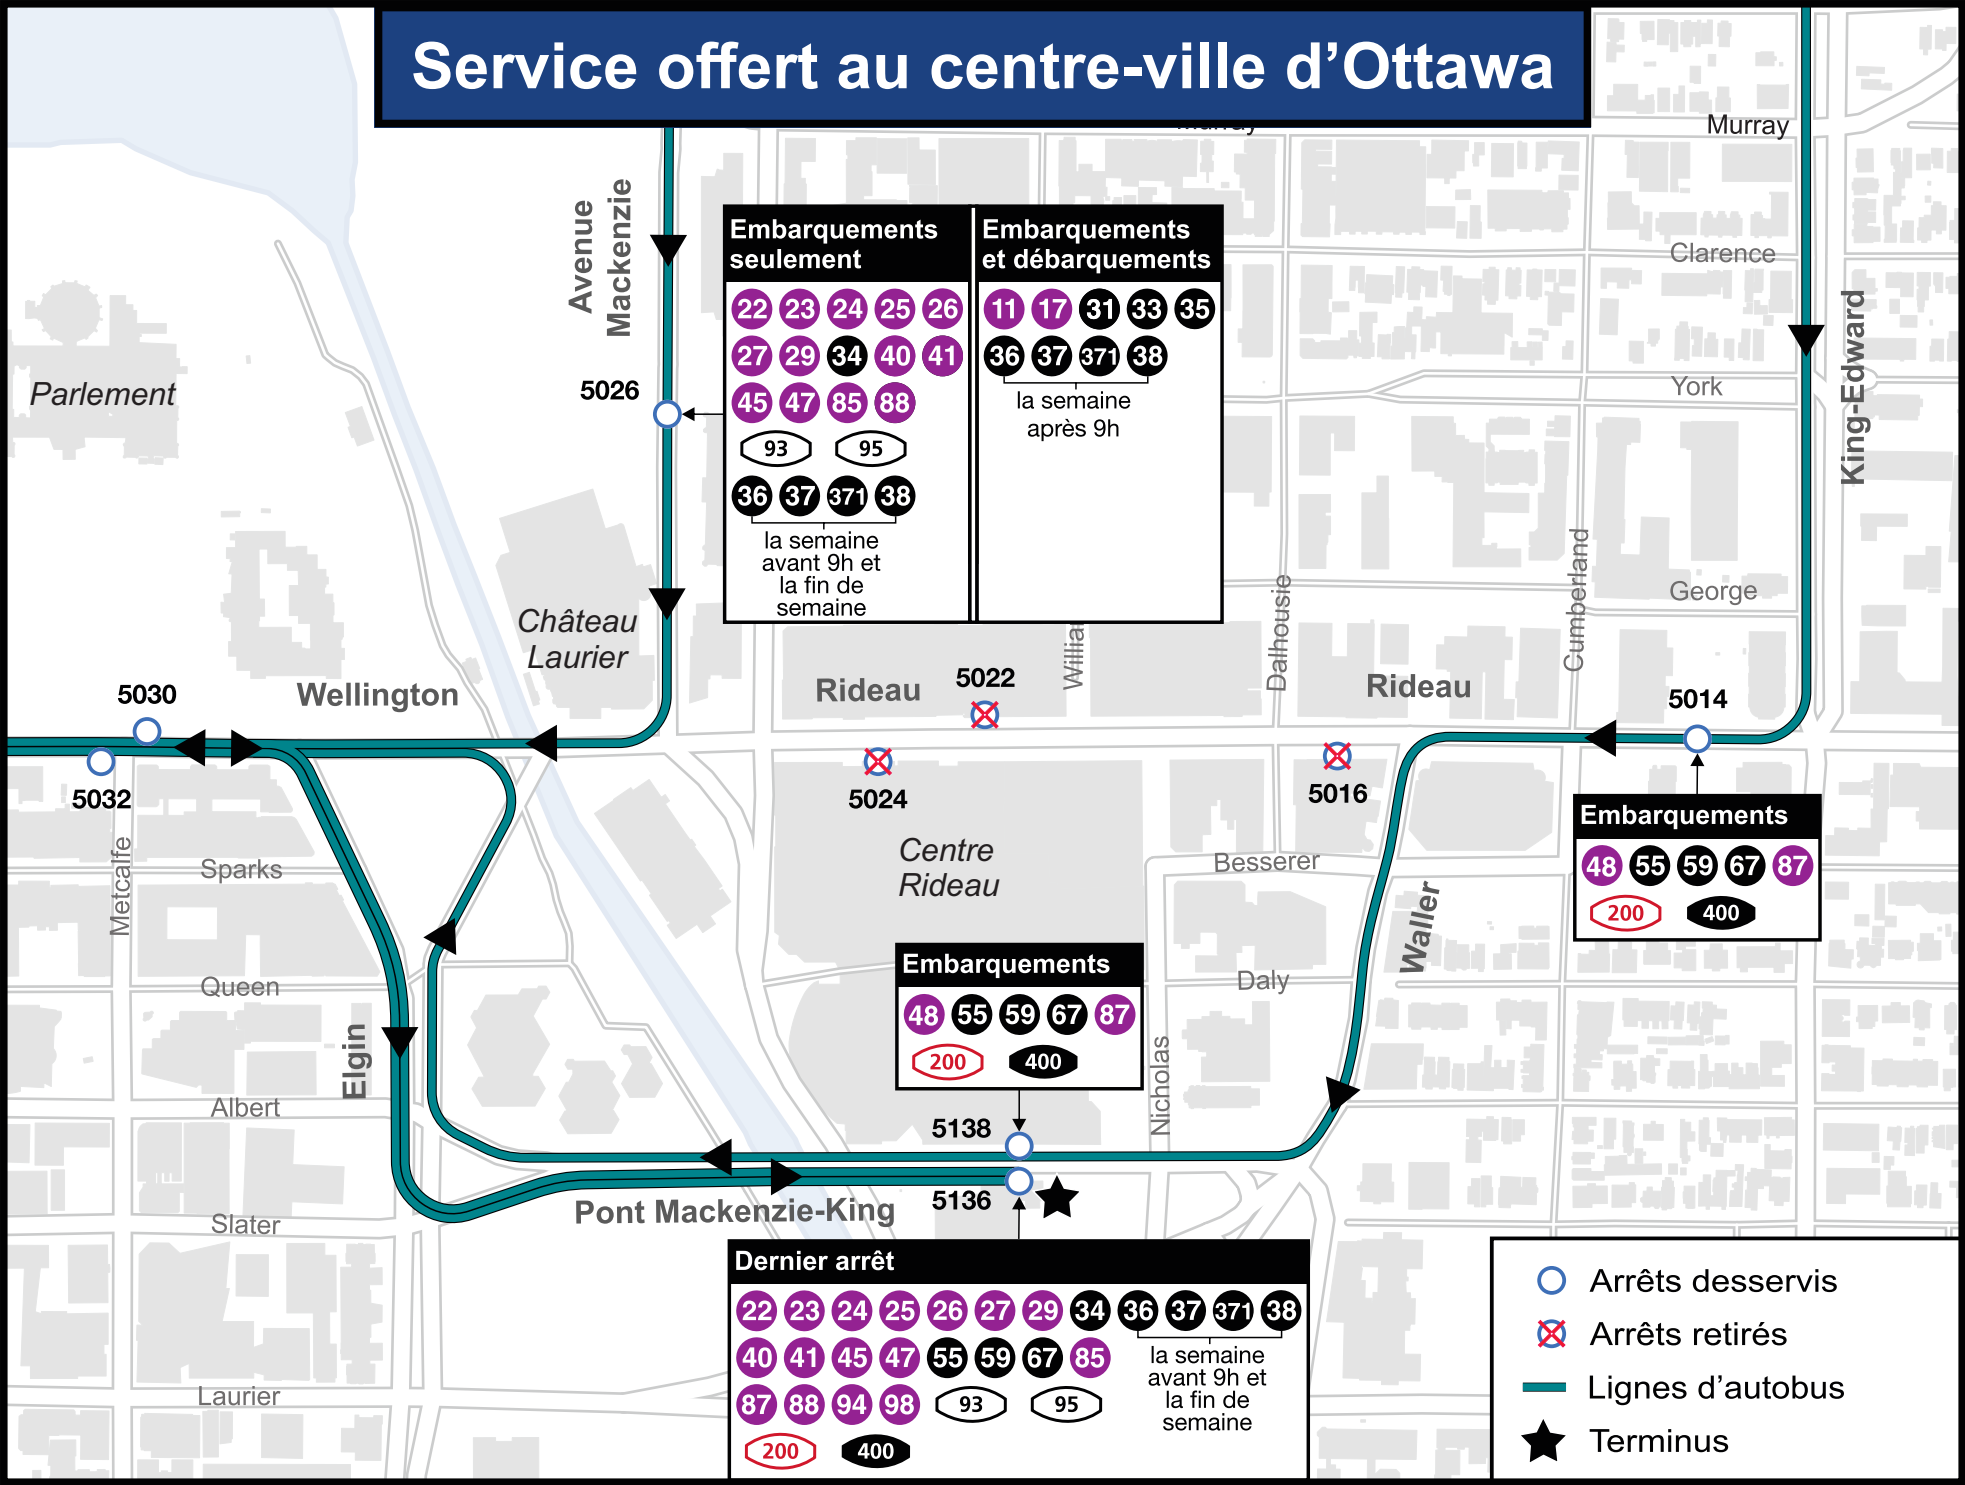 Service offert au centre-ville d’Ottawa
Murray
Avenue
Mackenzie
Embarquements
seulement
22 23 24 25 26
27 29 34 40 41
45 47 85 88
93 95
36 37 371 38
la semaine
avant 9h et
la fin de
semaine
Embarquements
et débarquements
11 17 31 33 35
36 37 371 38
la semaine
après 9h
Clarence
King-Edward
York
Parlement
5026
Cumberland
Dalhousie
George
Château
Laurier
5030
Wellington
Rideau
5022
Rideau
5014
5032
5024
5016
Embarquements
48 55 59 67 87
200 400
Metcalfe
Sparks
Centre
Rideau
Besserer
Waller
Embarquements
48 55 59 67 87
200 400
Daly
Queen
Elgin
Nicholas
Albert
5138
5136
Pont Mackenzie-King
Slater
Dernier arrêt
22 23 24 25 26 27 29 34 36 37 371 38
40 41 45 47 55 59 67 85
87 88 94 98 93 95
200 400
la semaine
avant 9h et
la fin de
semaine
Laurier
Arrêts desservis
Arrêts retirés
Lignes d’autobus
Terminus